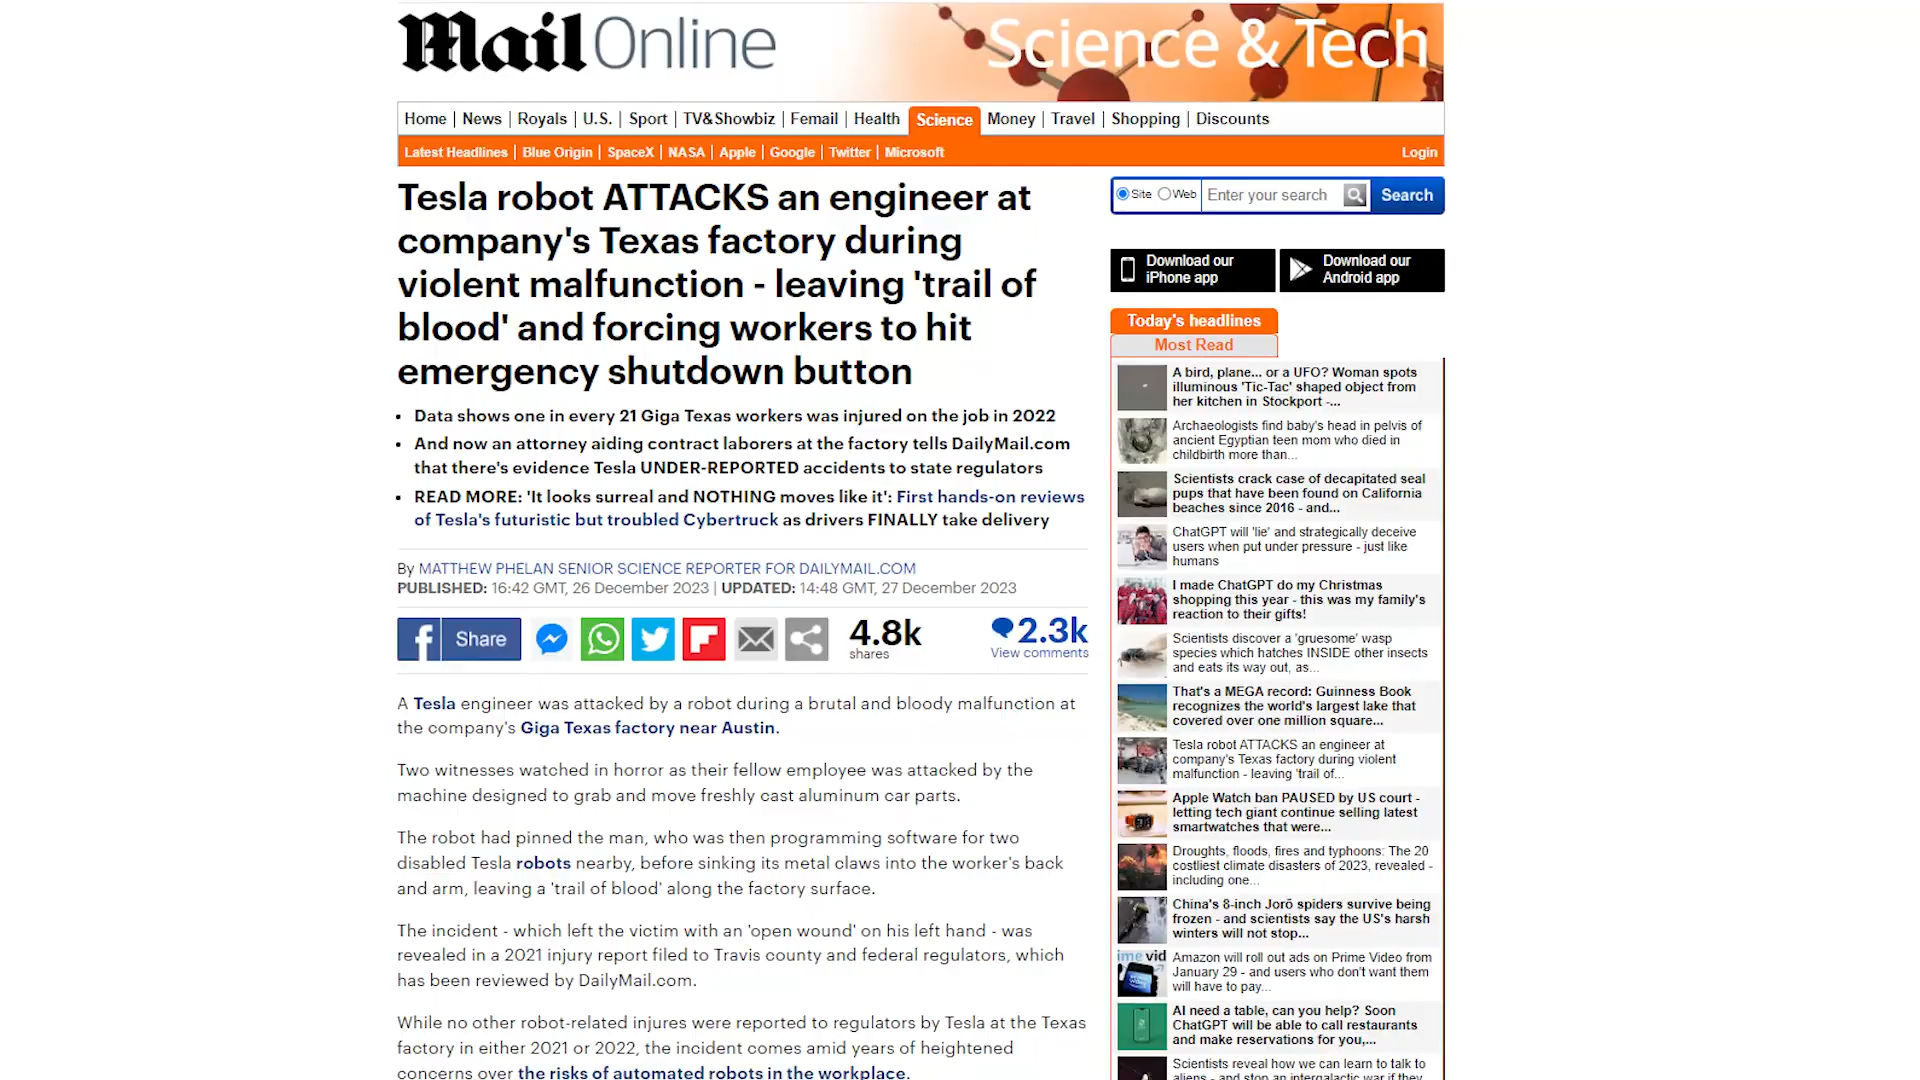 Mail Online
Science & Tech
Home | News | Royals | U.S. | Sport | TV&Showbiz | Femail | Health | Science | Money | Travel | Shopping | Discounts
Latest Headlines | Blue Origin | SpaceX | NASA | Apple | Google | Twitter | Microsoft
Login
Tesla robot ATTACKS an engineer at
company's Texas factory during
violent malfunction - leaving 'trail of
blood' and forcing workers to hit
emergency shutdown button
• Data shows one in every 21 Giga Texas workers was injured on the job in 2022
• And now an attorney aiding contract laborers at the factory tells DailyMail.com
that there's evidence Tesla UNDER-REPORTED accidents to state regulators
• READ MORE: 'It looks surreal and NOTHING moves like it': First hands-on reviews
of Tesla's futuristic but troubled Cybertruck as drivers FINALLY take delivery
By MATTHEW PHELAN SENIOR SCIENCE REPORTER FOR DAILYMAIL.COM
PUBLISHED: 16:42 GMT, 26 December 2023 | UPDATED: 14:48 GMT, 27 December 2023
Share
4.8k
shares
2.3k
View comments
A Tesla engineer was attacked by a robot during a brutal and bloody malfunction at
the company's Giga Texas factory near Austin.
Two witnesses watched in horror as their fellow employee was attacked by the
machine designed to grab and move freshly cast aluminum car parts.
The robot had pinned the man, who was then programming software for two
disabled Tesla robots nearby, before sinking its metal claws into the worker's back
and arm, leaving a 'trail of blood' along the factory surface.
The incident - which left the victim with an 'open wound' on his left hand - was
revealed in a 2021 injury report filed to Travis county and federal regulators, which
has been reviewed by DailyMail.com.
While no other robot-related injures were reported to regulators by Tesla at the Texas
factory in either 2021 or 2022, the incident comes amid years of heightened
concerns over the risks of automated robots in the workplace.
Site Web Enter your search Search
Download our
iPhone app
Download our
Android app
Today's headlines
Most Read
A bird, plane... or a UFO? Woman spots
illuminous 'Tic-Tac' shaped object from
her kitchen in Stockport -...
Archaeologists find baby's head in pelvis of
ancient Egyptian teen mom who died in
childbirth more than...
Scientists crack case of decapitated seal
pups that have been found on California
beaches since 2016 - and...
ChatGPT will 'lie' and strategically deceive
users when put under pressure - just like
humans
I made ChatGPT do my Christmas
shopping this year - this was my family's
reaction to their gifts!
Scientists discover a 'gruesome' wasp
species which hatches INSIDE other insects
and eats its way out, as...
That's a MEGA record: Guinness Book
recognizes the world's largest lake that
covered over one million square...
Tesla robot ATTACKS an engineer at
company's Texas factory during violent
malfunction - leaving 'trail of...
Apple Watch ban PAUSED by US court -
letting tech giant continue selling latest
smartwatches that were...
Droughts, floods, fires and typhoons: The 20
costliest climate disasters of 2023, revealed -
including one...
China's 8-inch Jorō spiders survive being
frozen - and scientists say the US's harsh
winters will not stop...
ime vid
Amazon will roll out ads on Prime Video from
January 29 - and users who don't want them
will have to pay...
AI need a table, can you help? Soon
ChatGPT will be able to call restaurants
and make reservations for you,...
Scientists reveal how we can learn to talk to
aliens - and stop an intergalactic war if they